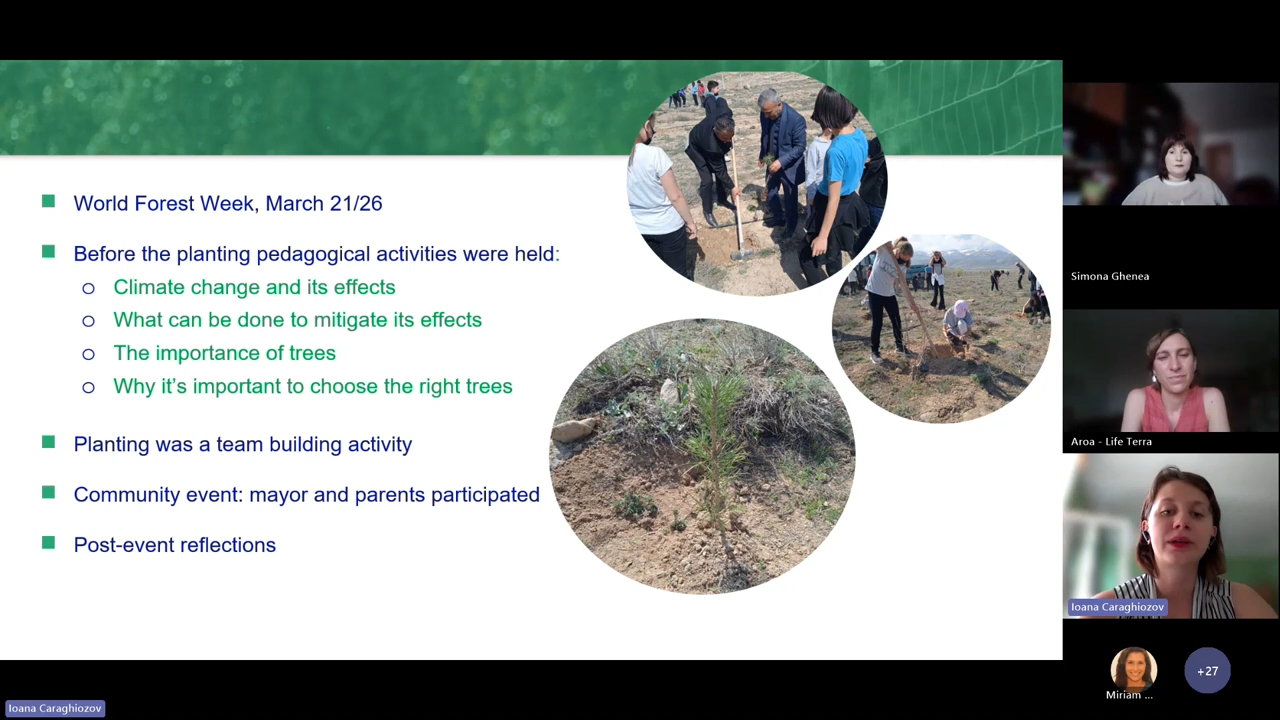 World Forest Week, March 21/26
Before the planting pedagogical activities were held:
Climate change and its effects
What can be done to mitigate its effects
The importance of trees
Why it's important to choose the right trees
Planting was a team building activity
Community event: mayor and parents participated
Post-event reflections
Simona Ghenea
Aroa - Life Terra
Ioana Caraghiozov
Miriam ...
+27
Ioana Caraghiozov